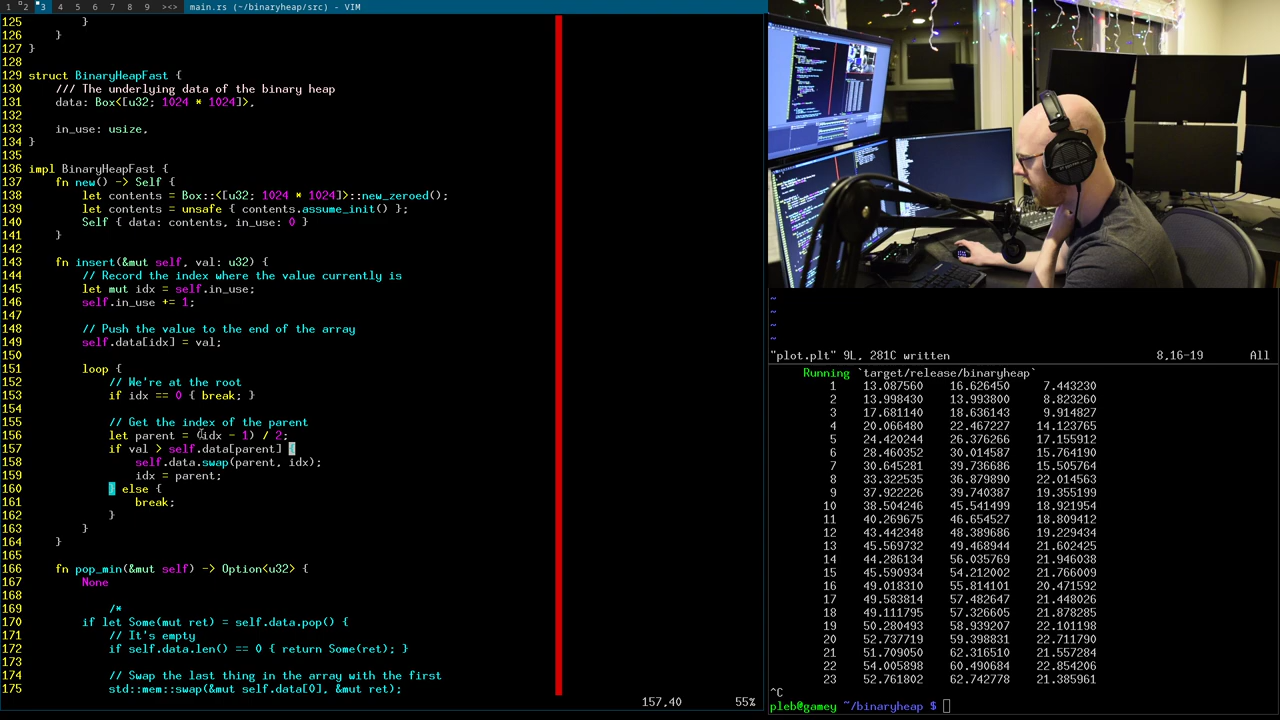 1 2 3 4 5 6 7 8 9 ><> main.rs (~/binaryheap/src) - VIM
125 }
126 }
127 }
128
129 struct BinaryHeapFast {
130 /// The underlying data of the binary heap
131 data: Box<[u32; 1024 * 1024]>,
132
133 in_use: usize,
134 }
135
136 impl BinaryHeapFast {
137 fn new() -> Self {
138 let contents = Box::<[u32; 1024 * 1024]>::new_zeroed();
139 let contents = unsafe { contents.assume_init() };
140 Self { data: contents, in_use: 0 }
141 }
142
143 fn insert(&mut self, val: u32) {
144 // Record the index where the value currently is
145 let mut idx = self.in_use;
146 self.in_use += 1;
147
148 // Push the value to the end of the array
149 self.data[idx] = val;
150
151 loop {
152 // We're at the root
153 if idx == 0 { break; }
154
155 // Get the index of the parent
156 let parent = (idx - 1) / 2;
157 if val > self.data[parent] {
158 self.data.swap(parent, idx);
159 idx = parent;
160 } else {
161 break;
162 }
163 }
164 }
165
166 fn pop_min(&mut self) -> Option<u32> {
167 None
168
169 /*
170 if let Some(mut ret) = self.data.pop() {
171 // It's empty
172 if self.data.len() == 0 { return Some(ret); }
173
174 // Swap the last thing in the array with the first
175 std::mem::swap(&mut self.data[0], &mut ret);
157,40 55%
~
~
~
~
"plot.plt" 9L, 281C written 8,16-19 All
Running `target/release/binaryheap`
1 13.087560 16.626450 7.443230
2 13.998430 13.993800 8.823260
3 17.681140 18.636143 9.914827
4 20.066480 22.467227 14.123765
5 24.420244 26.376266 17.155912
6 28.460352 30.014587 15.764190
7 30.645281 39.736686 15.505764
8 33.322535 36.879890 22.014563
9 37.922226 39.740387 19.355199
10 38.504246 45.541499 18.921954
11 40.269675 46.654527 18.809412
12 43.442348 48.389686 19.229434
13 45.569732 49.468944 21.602425
14 44.286130 56.035769 21.946038
15 45.590934 54.212002 21.766009
16 49.018310 55.814101 20.471592
17 49.583814 57.316657 21.448026
18 49.111795 57.326605 21.878285
19 50.280493 58.939207 22.101198
20 52.737719 59.398831 22.711790
21 51.709050 62.316510 21.557284
22 54.005898 60.490684 22.854206
23 52.761802 62.742778 21.385961
^C
pleb@gamey ~/binaryheap $